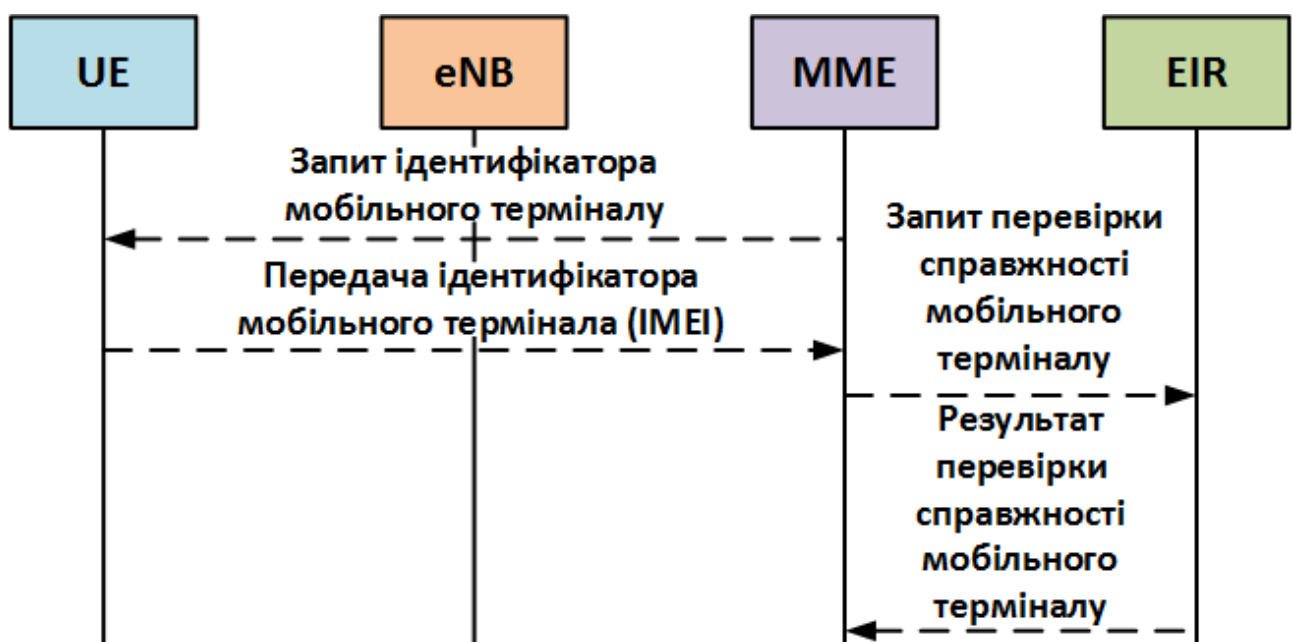 UE
eNB
MME
EIR
Запит ідентифікатора
мобільного терміналу
Передача ідентифікатора
мобільного термінала (IMEI)
Запит перевірки
справжності
мобільного
терміналу
Результат
перевірки
справжності
мобільного
терміналу